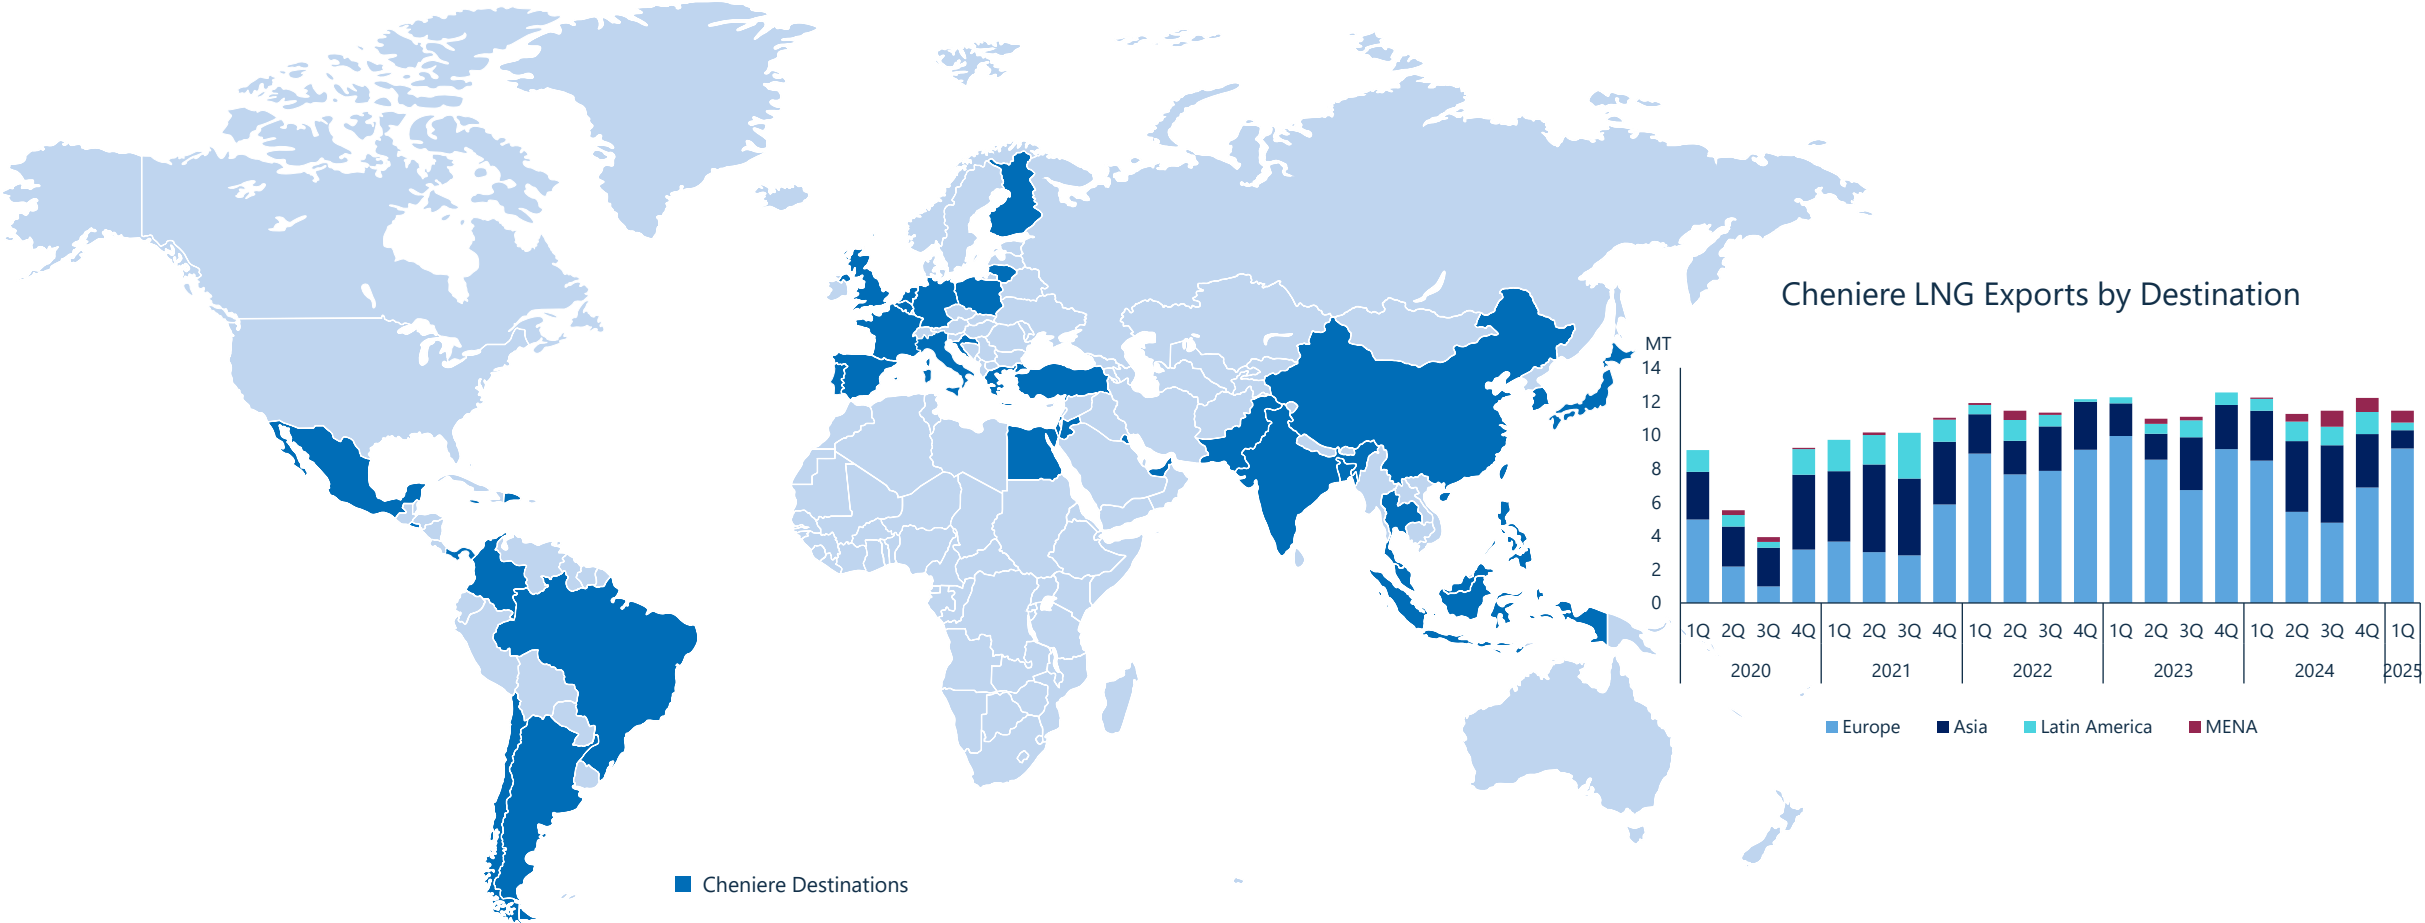 Cheniere LNG Exports by Destination
MT
14
12
10
8
6
4
2
0
1Q 2Q 3Q 4Q 1Q 2Q 3Q 4Q 1Q 2Q 3Q 4Q 1Q 2Q 3Q 4Q 1Q 2Q 3Q 4Q 1Q
2020 2021 2022 2023 2024 2025
Europe Asia Latin America MENA
Cheniere Destinations